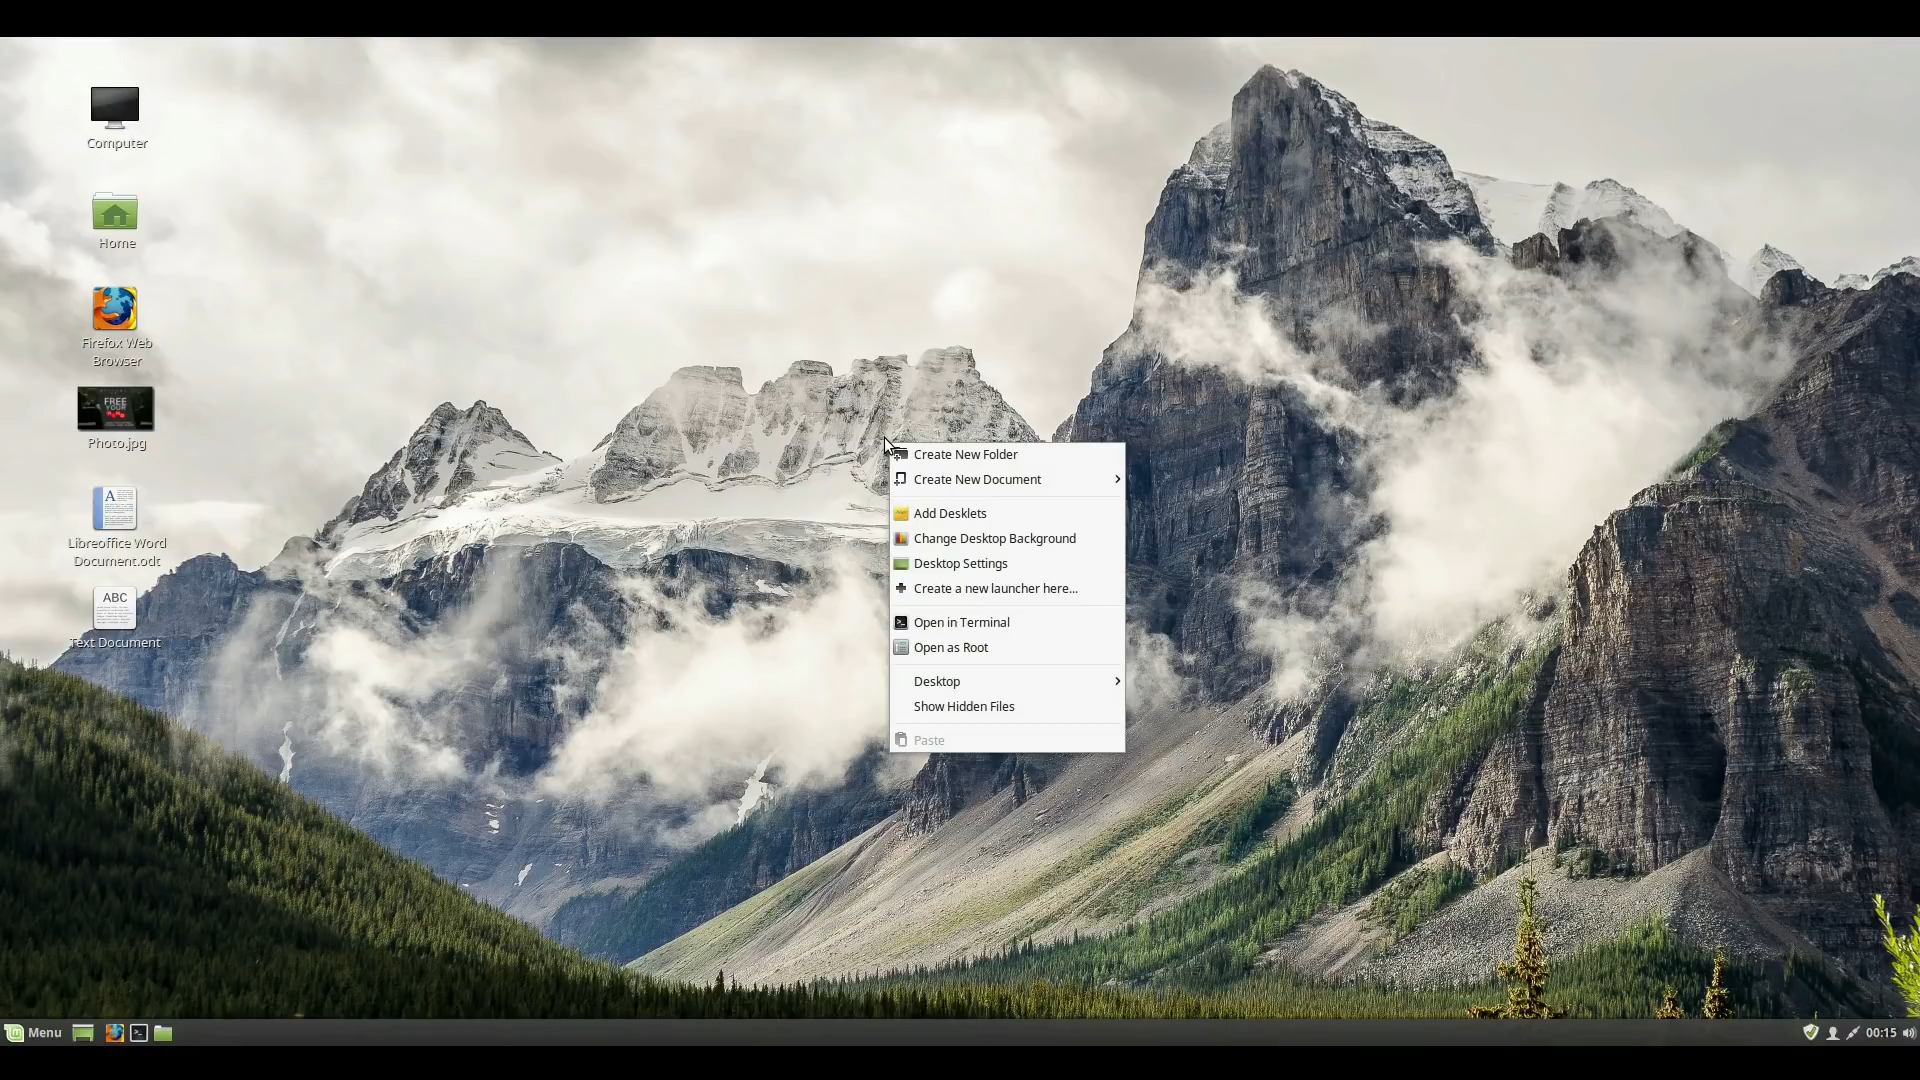 Computer
Home
Firefox Web
Browser
FREE
YOUR
Photo.jpg
A
Libreoffice Word
Document.odt
ABC
Text Document
Create New Folder
Create New Document
Add Desklets
Change Desktop Background
Desktop Settings
Create a new launcher here...
Open in Terminal
Open as Root
Desktop
Show Hidden Files
Paste
Menu
00:15